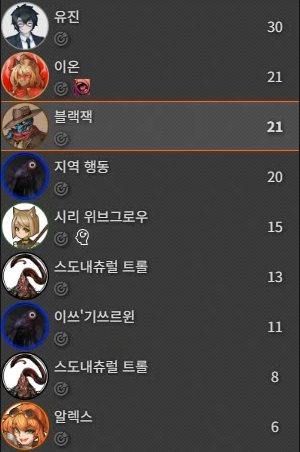 유진 30
이온 21
블랙잭 21
지역 행동 20
시리 위브그로우 15
스도내츄럴 트롤 13
이쓰'기쓰르윈 11
스도내츄럴 트롤 8
알렉스 6